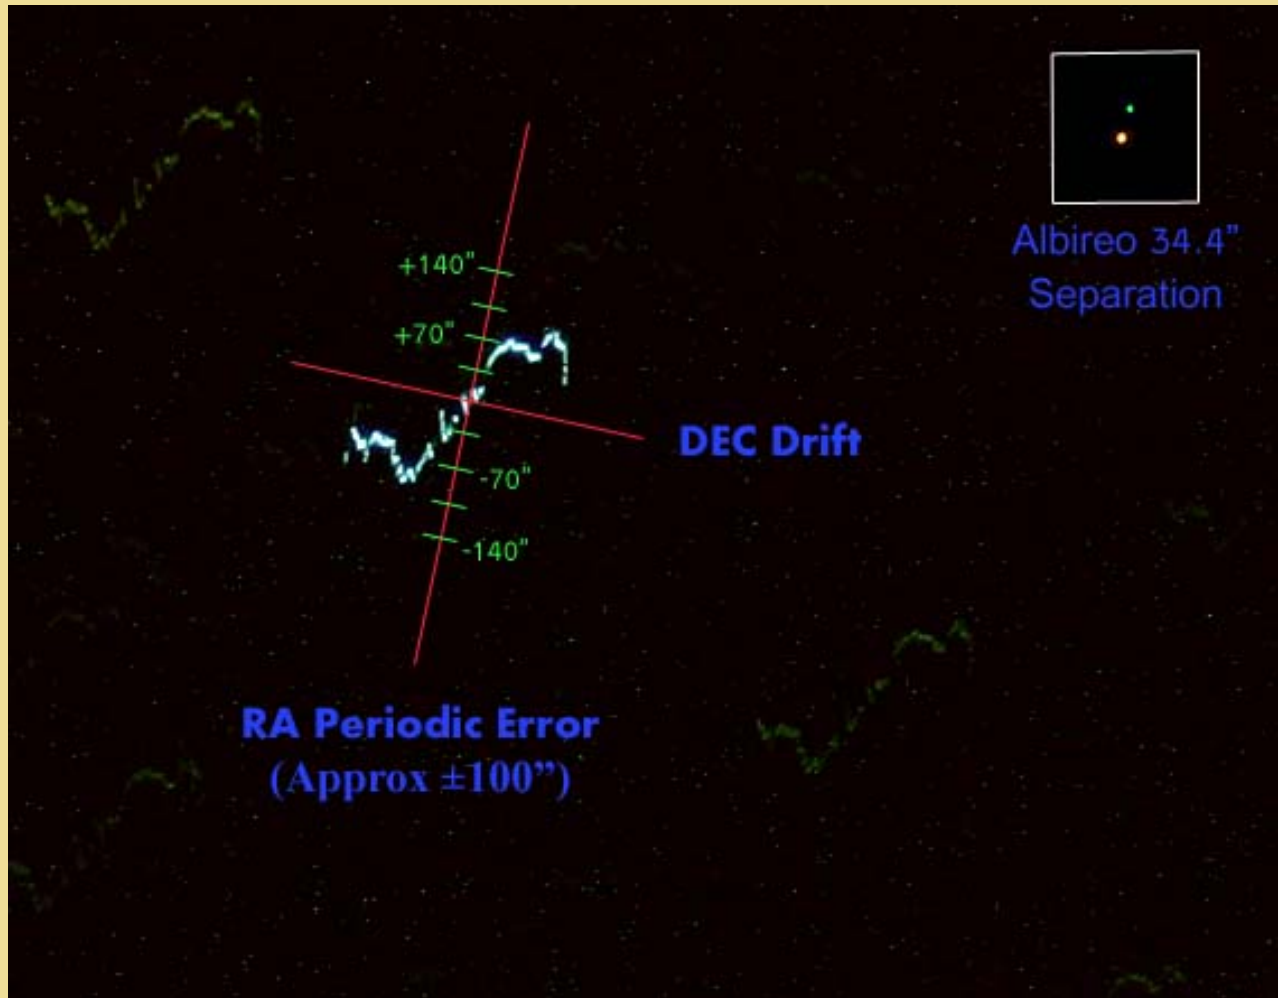 Albireo 34.4”
Separation
+140"
+70"
DEC Drift
-70"
-140"
RA Periodic Error
(Approx ±100”)